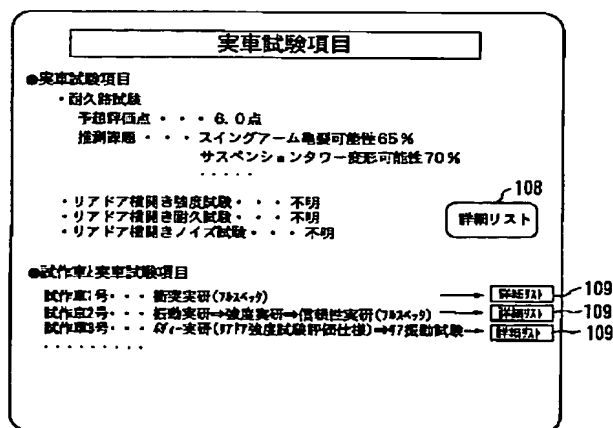 実車試験項目
●実車試験項目
・耐久路試験
予想評価点・・・6.0点
推測課題・・・スイングアーム亀裂可能性65%
サスペンションタワー変形可能性70%
・・・・・
・リアドア横開き強度試験・・・不明
・リアドア横開き耐久試験・・・不明
・リアドア横開きノイズ試験・・・不明
108
詳細リスト
●試作車と実車試験項目
試作車1号・・・衝突実研(フルスペック) → 詳細リスト 109
試作車2号・・・振動実研⇒強度実研⇒信頼性実研(フルスペック) → 詳細リスト 109
試作車3号・・・ボディー実研(リアドア強度試験評価仕様)⇒ドア振動試験 → 詳細リスト 109
・・・・・・・・・